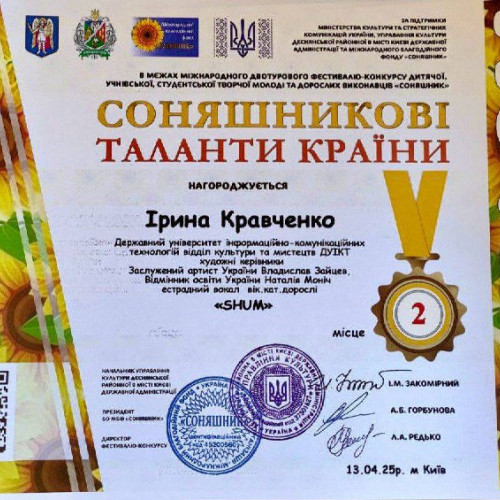 ЗА ПІДТРИМКИ
МІНІСТЕРСТВА КУЛЬТУРИ ТА СТРАТЕГІЧНИХ
КОМУНІКАЦІЙ УКРАЇНИ, УПРАВЛІННЯ КУЛЬТУРИ
ДЕСНЯНСЬКОЇ РАЙОННОЇ В МІСТІ КИЄВІ ДЕРЖАВНОЇ
АДМІНІСТРАЦІЇ ТА МІЖНАРОДНОГО БЛАГОДІЙНОГО
ФОНДУ «СОНЯШНИК»
В МЕЖАХ МІЖНАРОДНОГО ДВОТУРОВОГО ФЕСТИВАЛЮ-КОНКУРСУ ДИТЯЧОЇ,
УЧНІВСЬКОЇ, СТУДЕНТСЬКОЇ ТВОРЧОЇ МОЛОДІ ТА ДОРОСЛИХ ВИКОНАВЦІВ «СОНЯШНИК»
СОНЯШНИКОВІ
ТАЛАНТИ КРАЇНИ
НАГОРОДЖУЄТЬСЯ
Ірина Кравченко
Державний університет інформаційно-комунікаційних
технологій відділ культури та мистецтв ДУІКТ
художні керівники
Заслужений артист України Владислав Зайцев,
Відмінник освіти України Наталія Моніч
естрадний вокал вік.кат.дорослі
«SHUM»
2
місце
НАЧАЛЬНИК УПРАВЛІННЯ
КУЛЬТУРИ ДЕСНЯНСЬКОЇ
РАЙОННОЇ В МІСТІ КИЄВІ
ДЕРЖАВНОЇ АДМІНІСТРАЦІЇ
І.М. ЗАКОМІРНИЙ
ПРЕЗИДЕНТ
БО МБФ «СОНЯШНИК»
А.Б. ГОРБУНОВА
ДИРЕКТОР
ФЕСТИВАЛЮ-КОНКУРСУ
Л.А. РЕДЬКО
«СОНЯШНИК»
13.04.25р. м Київ